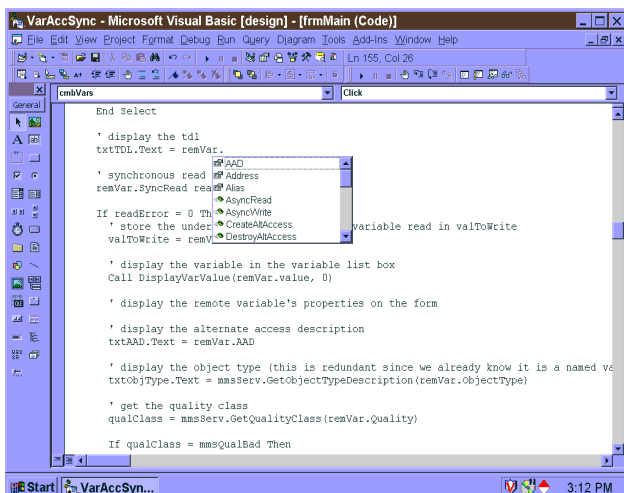 VarAccSync - Microsoft Visual Basic [design] - [frmMain (Code)]
File Edit View Project Format Debug Run Query Diagram Tools Add-Ins Window Help
Ln 155, Col 26
General
cmbVars Click
End Select
' display the tdl
txtTDL.Text = remVar.
AAD
Address
Alias
AsyncRead
AsyncWrite
CreateAltAccess
DestroyAltAccess
' synchronous read
remVar.SyncRead rea
If readError = 0 Th
' store the under variable read in valToWrite
valToWrite = remV
' display the variable in the variable list box
Call DisplayVarValue(remVar.value, 0)
' display the remote variable's properties on the form
' display the alternate access description
txtAAD.Text = remVar.AAD
' display the object type (this is redundant since we already know it is a named va
txtObjType.Text = mmsServ.GetObjectTypeDescription(remVar.ObjectType)
' get the quality class
qualClass = mmsServ.GetQualityClass(remVar.Quality)
If qualClass = mmsQualBad Then
Start VarAccSyn... 3:12 PM